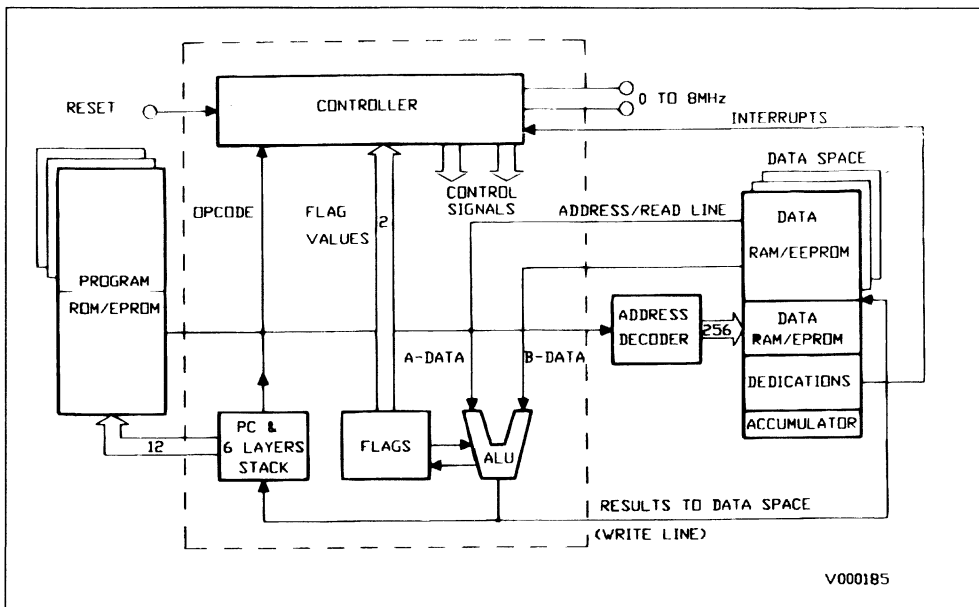 CONTROLLER
RESET
0 TO 8MHz
INTERRUPTS
DATA SPACE
OPCODE
FLAG
VALUES
2
CONTROL
SIGNALS
ADDRESS/READ LINE
DATA
RAM/EEPROM
PROGRAM
ROM/EPROM
ADDRESS
DECODER
256
DATA
RAM/EPROM
A-DATA
B-DATA
DEDICATIONS
ACCUMULATOR
PC &
6 LAYERS
STACK
12
FLAGS
ALU
RESULTS TO DATA SPACE
(WRITE LINE)
V000185